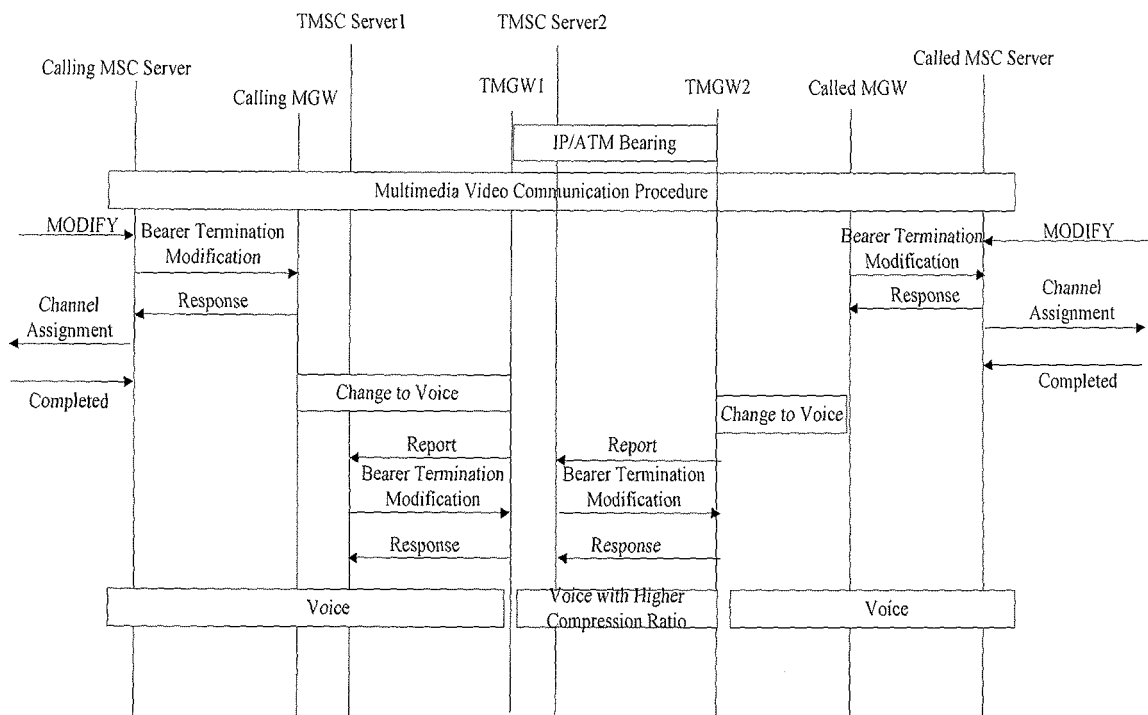 TMSC Server1
TMSC Server2
Calling MSC Server
Called MSC Server
Calling MGW
TMGW1
TMGW2
Called MGW
IP/ATM Bearing
Multimedia Video Communication Procedure
MODIFY
Bearer Termination
Modification
Bearer Termination
Modification
MODIFY
Channel
Assignment
Response
Response
Channel
Assignment
Completed
Change to Voice
Change to Voice
Completed
Report
Report
Bearer Termination
Modification
Bearer Termination
Modification
Response
Response
Voice
Voice with Higher
Compression Ratio
Voice